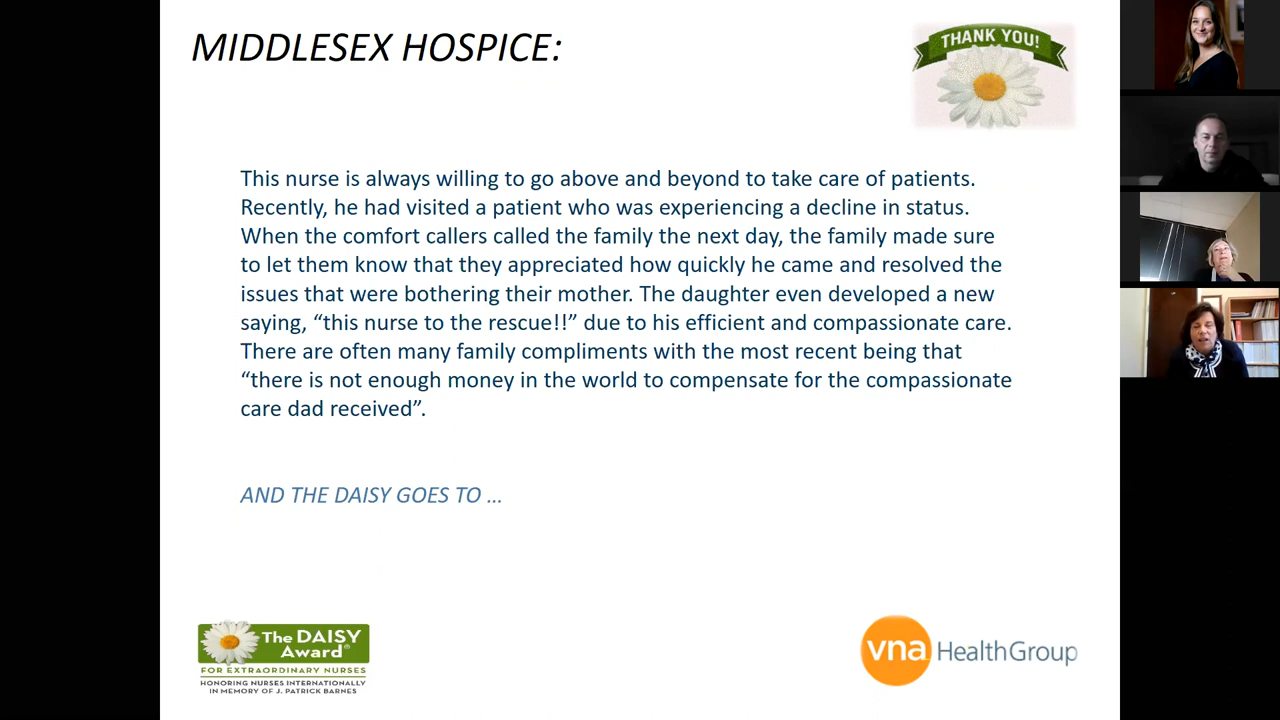 MIDDLESEX HOSPICE:
THANK YOU!
This nurse is always willing to go above and beyond to take care of patients.
Recently, he had visited a patient who was experiencing a decline in status.
When the comfort callers called the family the next day, the family made sure
to let them know that they appreciated how quickly he came and resolved the
issues that were bothering their mother. The daughter even developed a new
saying, “this nurse to the rescue!!” due to his efficient and compassionate care.
There are often many family compliments with the most recent being that
“there is not enough money in the world to compensate for the compassionate
care dad received”.
AND THE DAISY GOES TO …
The DAISY
Award®
FOR EXTRAORDINARY NURSES
HONORING NURSES INTERNATIONALLY
IN MEMORY OF J. PATRICK BARNES
vna HealthGroup